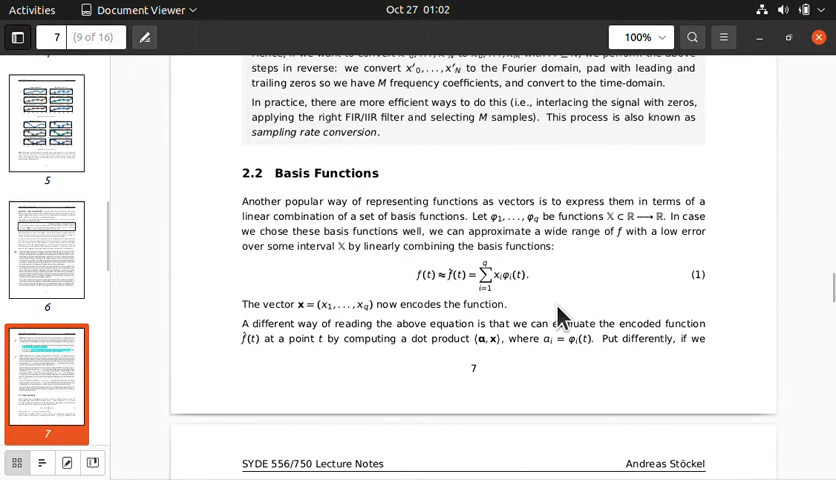 Activities Document Viewer Oct 27 01:02
7 (9 of 16) 100%
steps in reverse: we convert x′0, . . . , x′N to the Fourier domain, pad with leading and
trailing zeros so we have M frequency coefficients, and convert to the time-domain.
In practice, there are more efficient ways to do this (i.e., interlacing the signal with zeros,
applying the right FIR/IIR filter and selecting M samples). This process is also known as
sampling rate conversion.
5
2.2 Basis Functions
Another popular way of representing functions as vectors is to express them in terms of a
linear combination of a set of basis functions. Let φ1, . . . , φq be functions 𝕏 ⊂ ℝ ⟶ ℝ. In case
we chose these basis functions well, we can approximate a wide range of f with a low error
over some interval 𝕏 by linearly combining the basis functions:
f(t) ≈ f̂(t) = ∑ᵢ₌₁^q xᵢφᵢ(t). (1)
The vector x = (x1, . . . , xq) now encodes the function.
6
A different way of reading the above equation is that we can the encoded function
f̂(t) at a point t by computing a dot product ⟨a, x⟩, where aᵢ = φᵢ(t). Put differently, if we
7
7
SYDE 556/750 Lecture Notes Andreas Stöckel